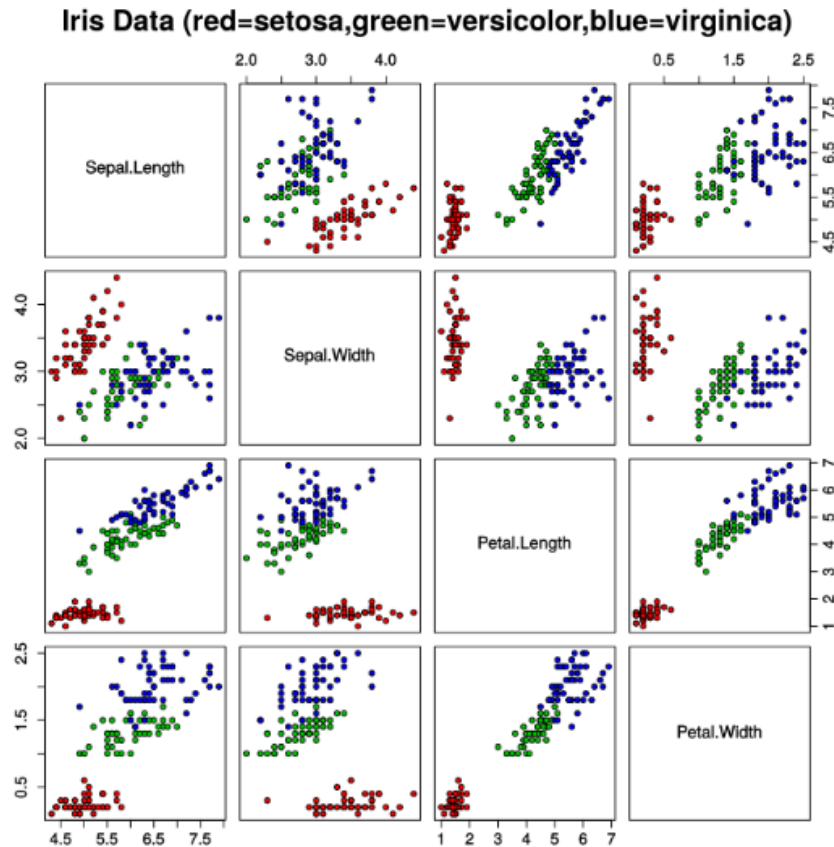 Iris Data (red=setosa,green=versicolor,blue=virginica)
2.0 3.0 4.0
0.5 1.5 2.5
Sepal.Length
4.5 5.5 6.5 7.5
2.0 3.0 4.0
Sepal.Width
Petal.Length
1 2 3 4 5 6 7
0.5 1.5 2.5
Petal.Width
4.5 5.5 6.5 7.5
1 2 3 4 5 6 7